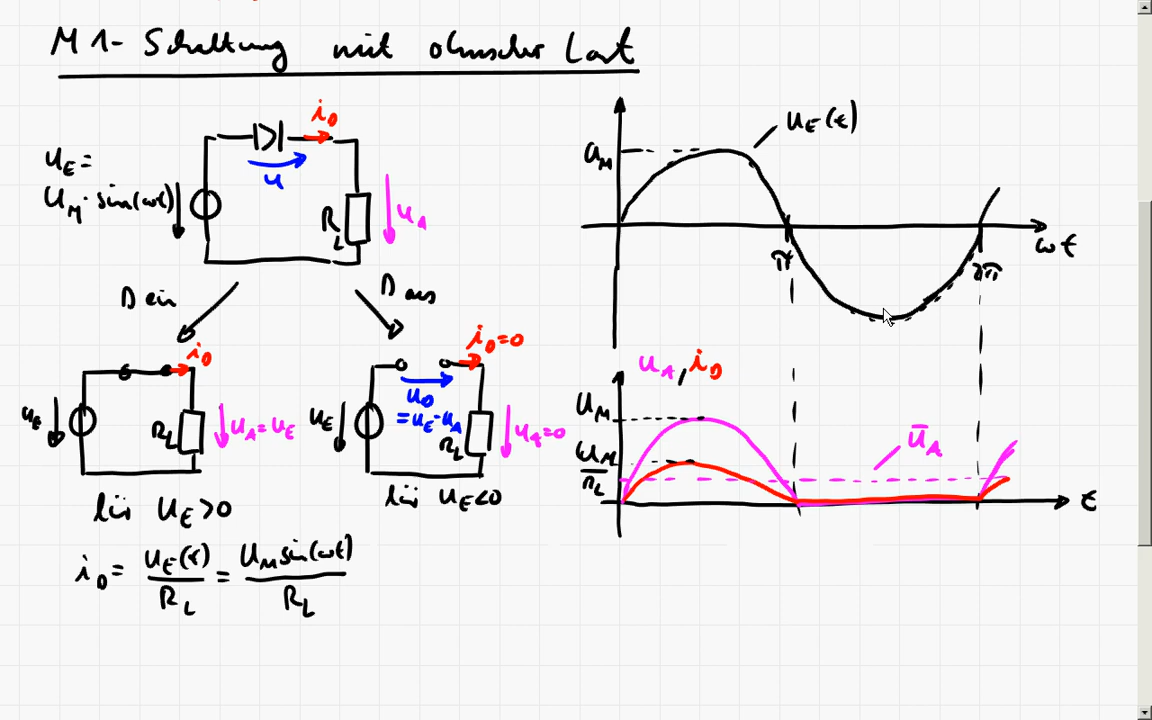 M1-Schaltung mit ohmscher Last
i_D
u_E =
U_M · sin(ωt)
u
R_L
u_A
D ein
D aus
i_D
u_E
R_L
u_A = u_E
für U_E > 0
i_D = u_E(t) / R_L = U_M sin(ωt) / R_L
i_D = 0
u_E
u_D
= u_E - u_A
R_L
u_A = 0
für U_E < 0
u_E(t)
U_M
π
2π
ωt
u_A, i_D
U_M
U_M / R_L
ū_A
t